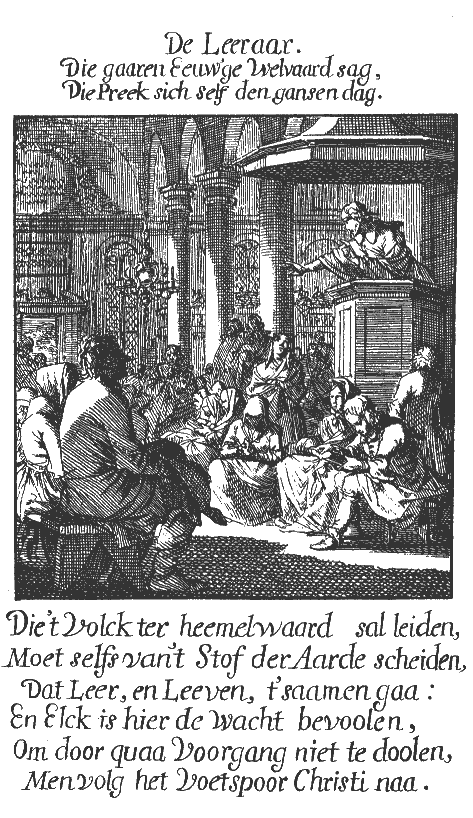 De Leeraar.
Die gaaren Eeuw'ge Welvaard sag,
Die Preek sich self den gansen dag.
Die't Volck ter heemelwaard sal leiden,
Moet selfs van't Stof der Aarde scheiden,
Dat Leer, en Leeven, t'saamen gaa:
En Elck is hier de wacht bevoolen,
Om door quaa Voorgang niet te doolen,
Men volg het Voetspoor Christi naa.